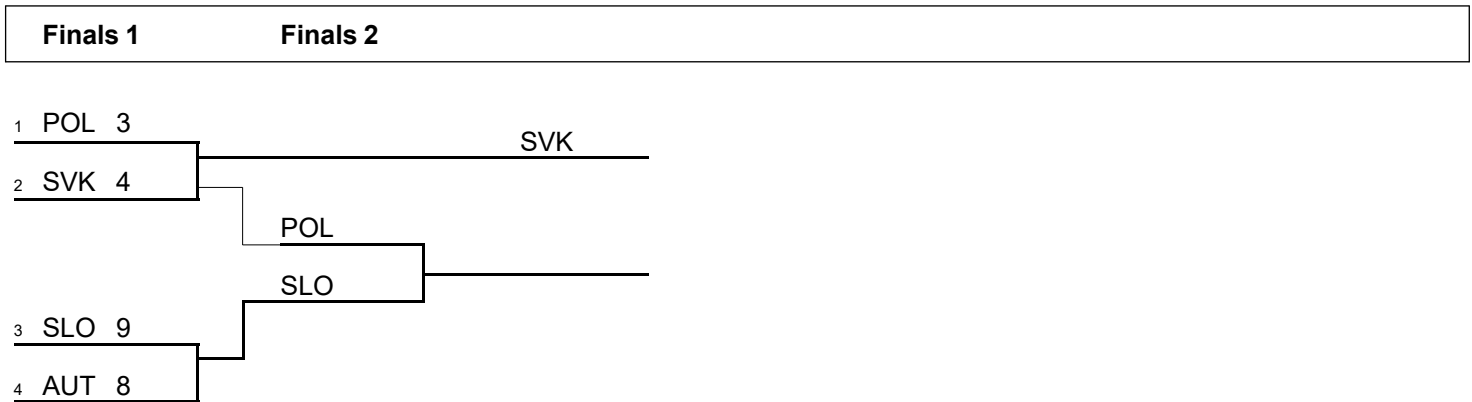 Finals 1 Finals 2
1 POL 3
SVK
2 SVK 4
POL
SLO
3 SLO 9
4 AUT 8